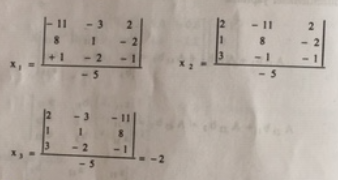 x₁ = | - 11 - 3 2 |
| 8 1 - 2 |
| + 1 - 2 - 1 |
- 5
x₂ = | 2 - 11 2 |
| 1 8 - 2 |
| 3 - 1 - 1 |
- 5
x₃ = | 2 - 3 - 11 |
| 1 1 8 |
| 3 - 2 - 1 |
- 5
= -2